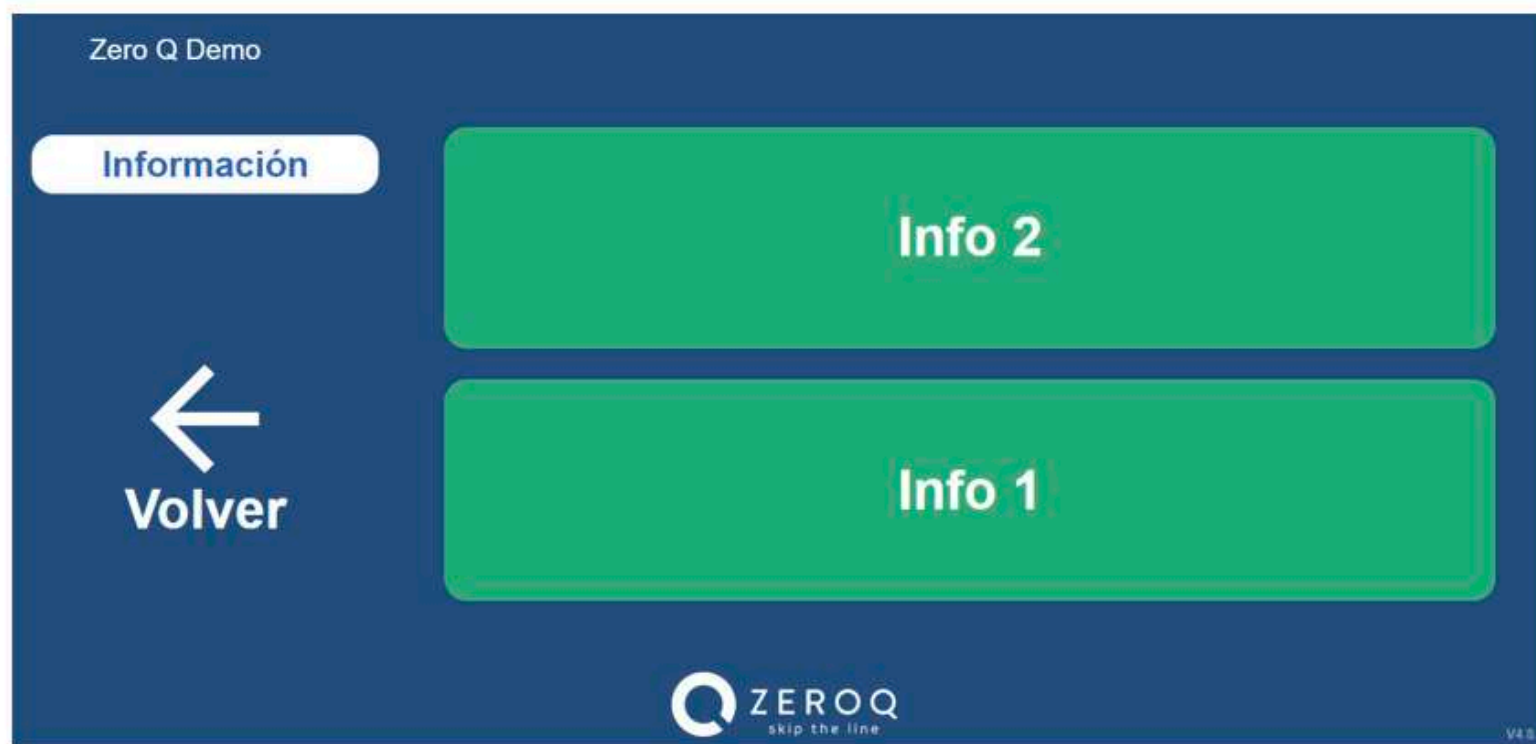 Zero Q Demo
Información
Info 2
Volver
Info 1
ZEROQ
skip the line